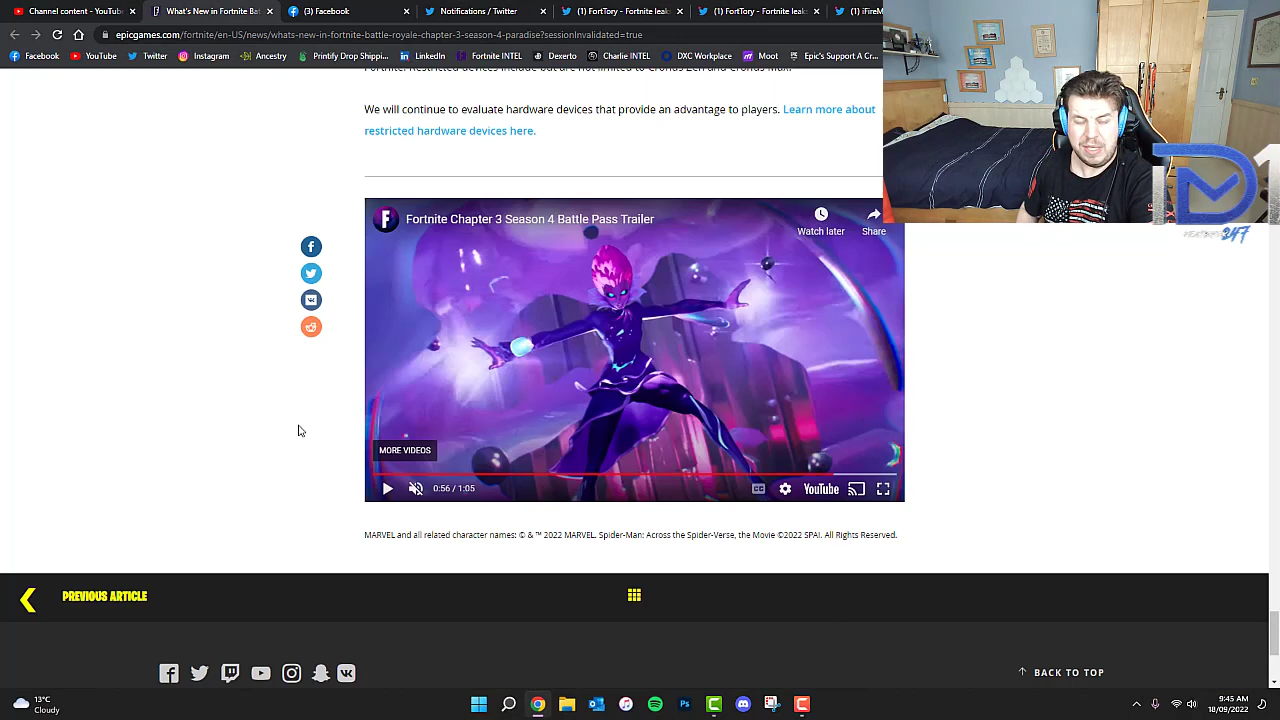 Channel content - YouTub
What's New in Fortnite Bat
(3) Facebook
Notifications / Twitter
(FortTory - Fortnite leak
(FortTory - Fortnite leak
(iFireM
epicgames.com/fortnite/en-US/news/whats-new-in-fortnite-battle-royale-chapter-3-season-4-paradise?sessionInvalidated=true
Facebook
YouTube
Twitter
Instagram
Ancestry
Printify Drop Shippi...
LinkedIn
Fortnite INTEL
Dexerto
Charlie INTEL
DXC Workplace
Moot
Epic's Support A Cr...
We will continue to evaluate hardware devices that provide an advantage to players. Learn more about
restricted hardware devices here.
Fortnite Chapter 3 Season 4 Battle Pass Trailer
Watch later
Share
MORE VIDEOS
0:56 / 1:05
CC
YouTube
MARVEL and all related character names: © & ™ 2022 MARVEL. Spider-Man: Across the Spider-Verse, the Movie ©2022 SPAI. All Rights Reserved.
PREVIOUS ARTICLE
BACK TO TOP
13°C
Cloudy
9:45 AM
18/09/2022
247